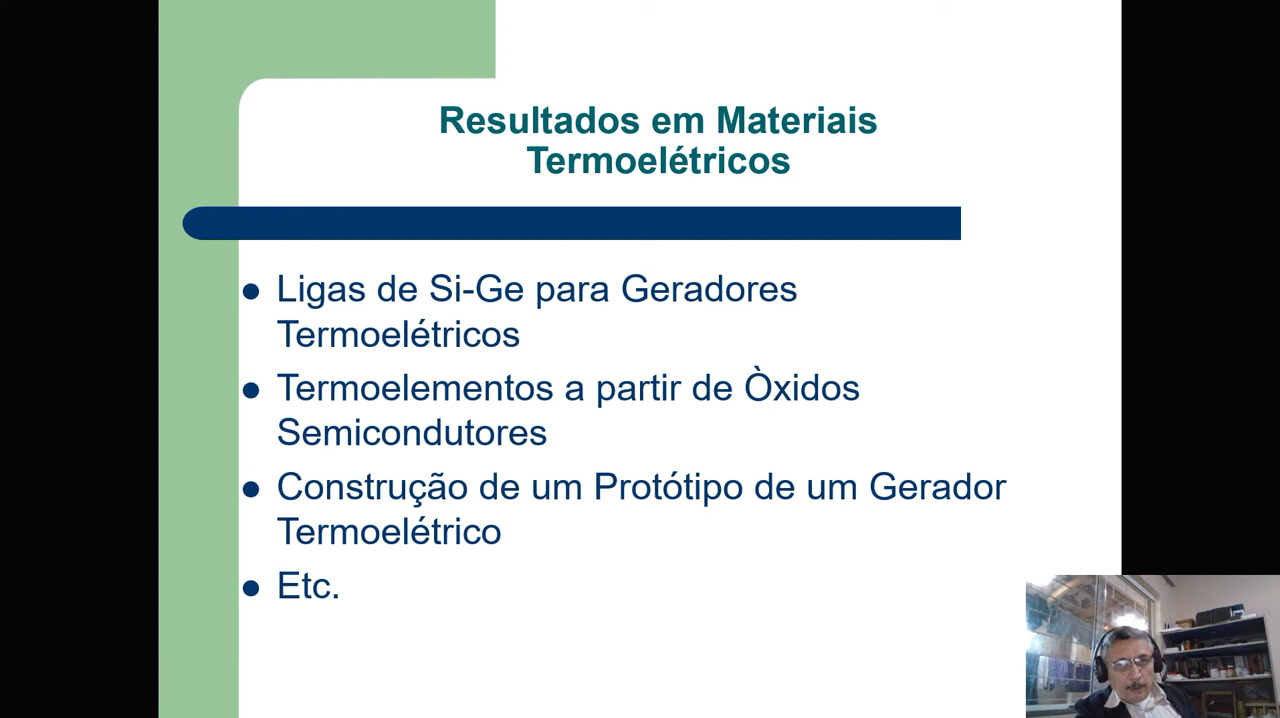 Resultados em Materiais
Termoelétricos
Ligas de Si-Ge para Geradores
Termoelétricos
Termoelementos a partir de Òxidos
Semicondutores
Construção de um Protótipo de um Gerador
Termoelétrico
Etc.